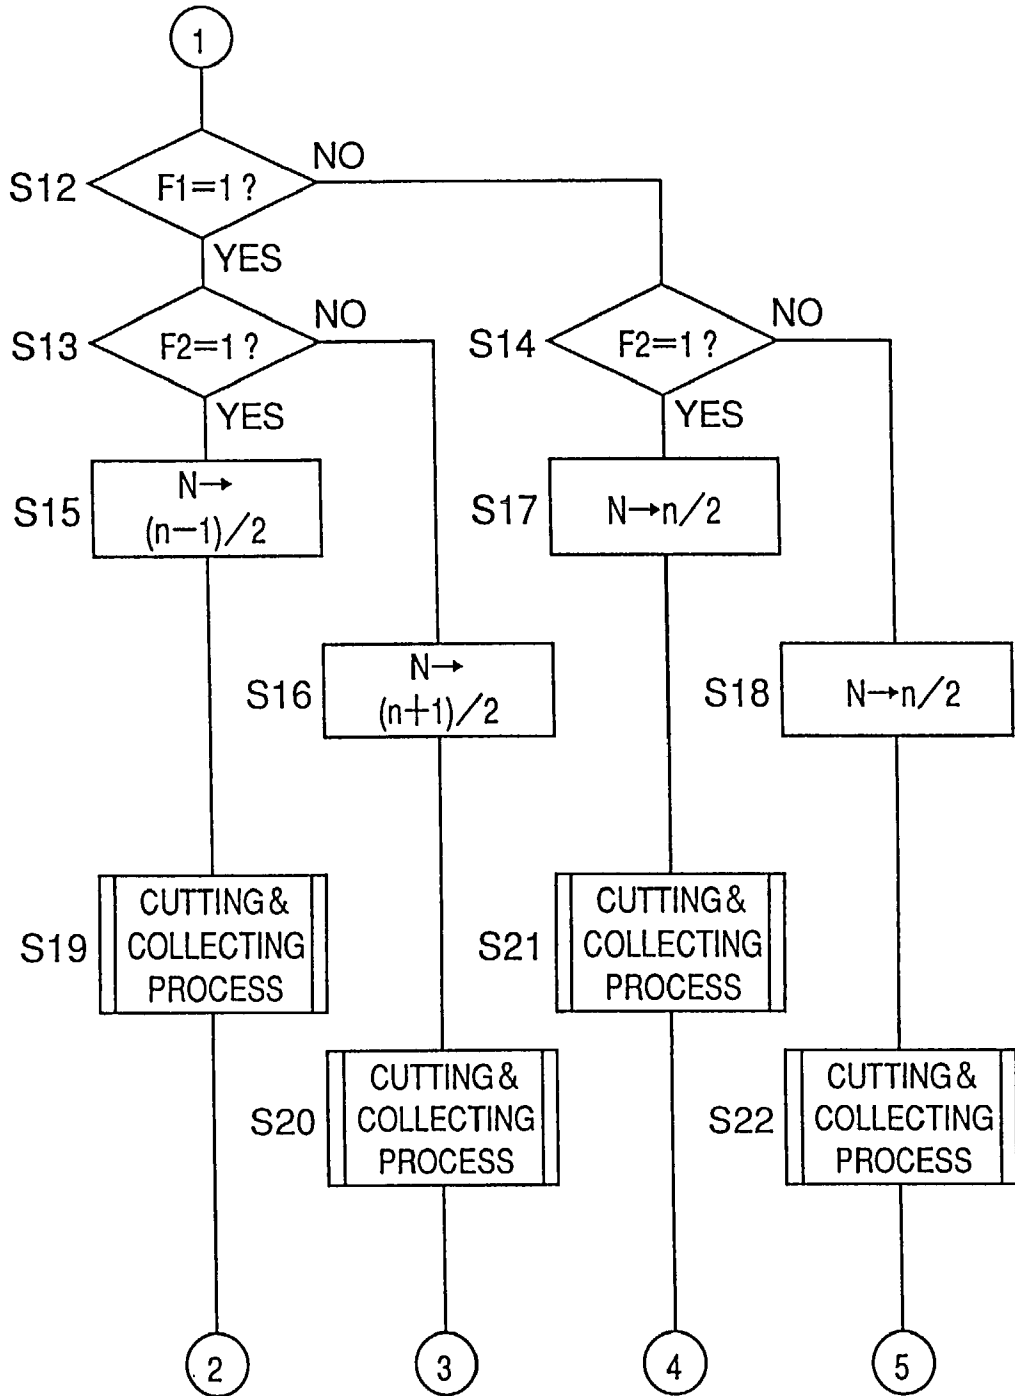 1
S12
F1=1?
NO
YES
S13
F2=1?
NO
YES
S14
F2=1?
NO
YES
S15
N→
(n−1)/2
S17
N→n/2
S16
N→
(n+1)/2
S18
N→n/2
S19
CUTTING&
COLLECTING
PROCESS
S21
CUTTING&
COLLECTING
PROCESS
S20
CUTTING&
COLLECTING
PROCESS
S22
CUTTING&
COLLECTING
PROCESS
2
3
4
5